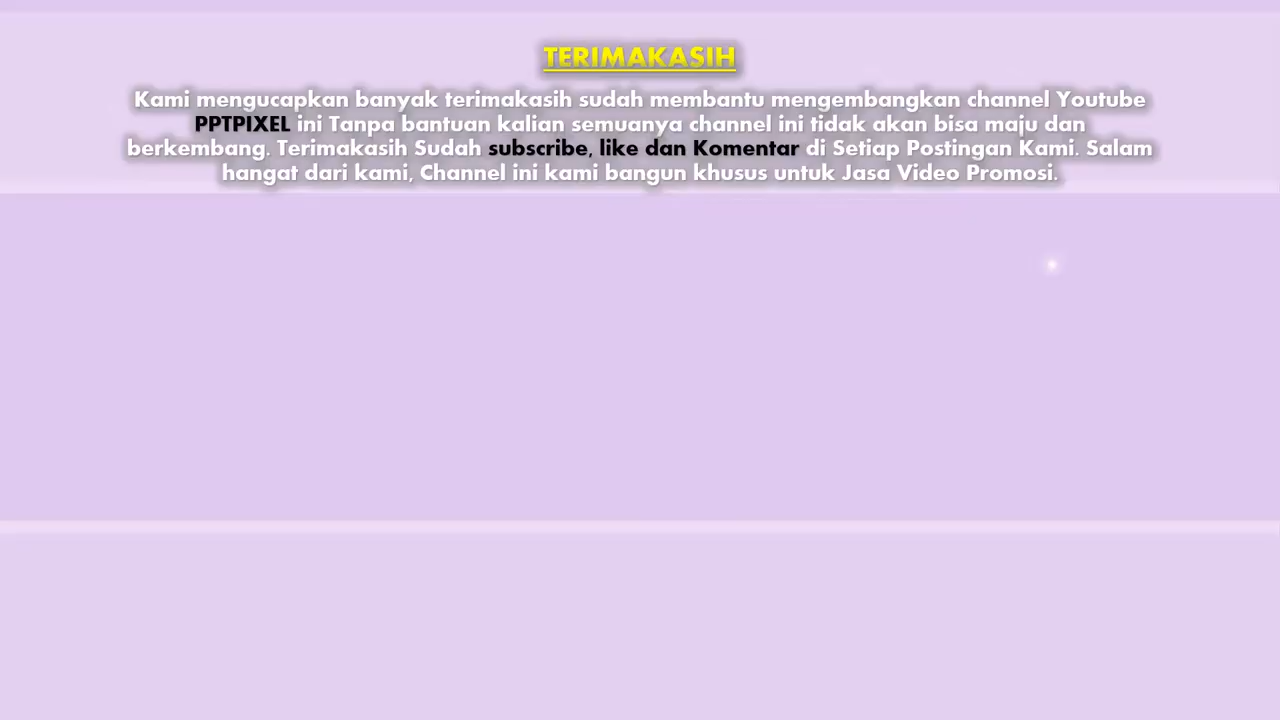 TERIMAKASIH
Kami mengucapkan banyak terimakasih sudah membantu mengembangkan channel Youtube
PPTPIXEL ini Tanpa bantuan kalian semuanya channel ini tidak akan bisa maju dan
berkembang. Terimakasih Sudah subscribe, like dan Komentar di Setiap Postingan Kami. Salam
hangat dari kami, Channel ini kami bangun khusus untuk Jasa Video Promosi.